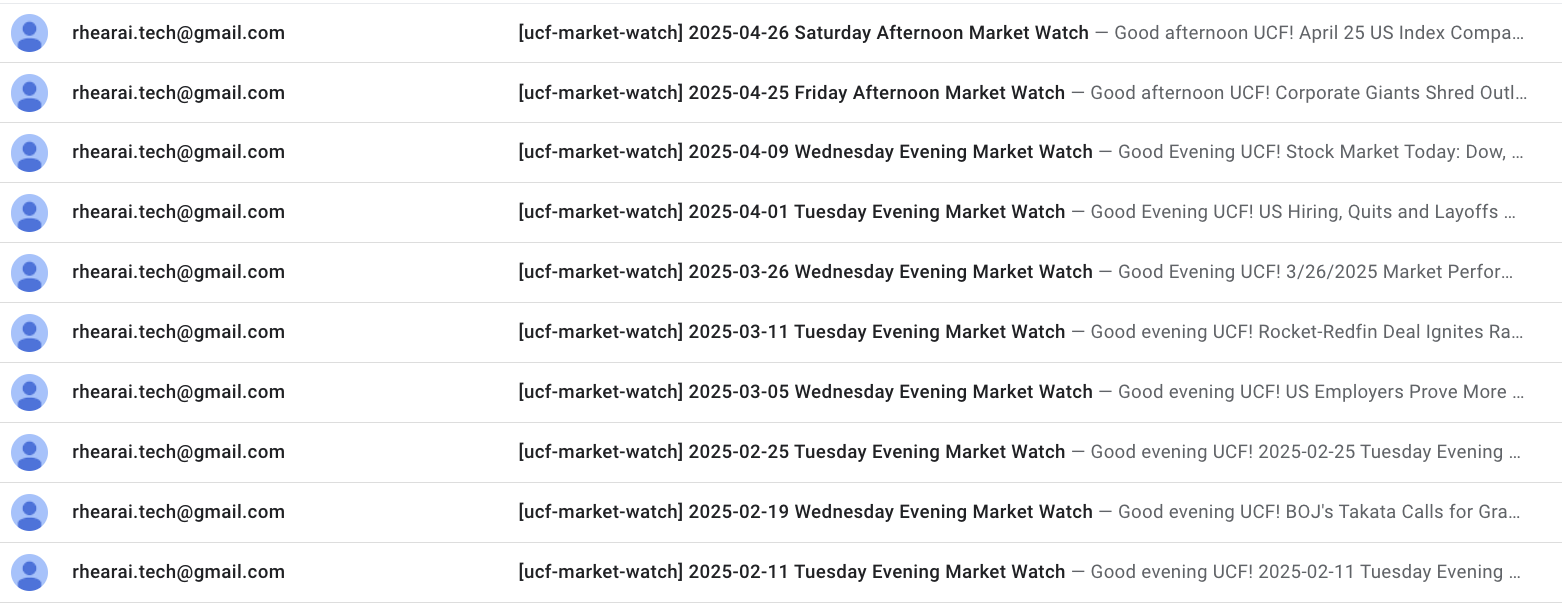 rhearai.tech@gmail.com [ucf-market-watch] 2025-04-26 Saturday Afternoon Market Watch — Good afternoon UCF! April 25 US Index Compa...
rhearai.tech@gmail.com [ucf-market-watch] 2025-04-25 Friday Afternoon Market Watch — Good afternoon UCF! Corporate Giants Shred Outl...
rhearai.tech@gmail.com [ucf-market-watch] 2025-04-09 Wednesday Evening Market Watch — Good Evening UCF! Stock Market Today: Dow, ...
rhearai.tech@gmail.com [ucf-market-watch] 2025-04-01 Tuesday Evening Market Watch — Good Evening UCF! US Hiring, Quits and Layoffs ...
rhearai.tech@gmail.com [ucf-market-watch] 2025-03-26 Wednesday Evening Market Watch — Good Evening UCF! 3/26/2025 Market Perfor...
rhearai.tech@gmail.com [ucf-market-watch] 2025-03-11 Tuesday Evening Market Watch — Good evening UCF! Rocket-Redfin Deal Ignites Ra...
rhearai.tech@gmail.com [ucf-market-watch] 2025-03-05 Wednesday Evening Market Watch — Good evening UCF! US Employers Prove More ...
rhearai.tech@gmail.com [ucf-market-watch] 2025-02-25 Tuesday Evening Market Watch — Good evening UCF! 2025-02-25 Tuesday Evening ...
rhearai.tech@gmail.com [ucf-market-watch] 2025-02-19 Wednesday Evening Market Watch — Good evening UCF! BOJ's Takata Calls for Gra...
rhearai.tech@gmail.com [ucf-market-watch] 2025-02-11 Tuesday Evening Market Watch — Good evening UCF! 2025-02-11 Tuesday Evening ...